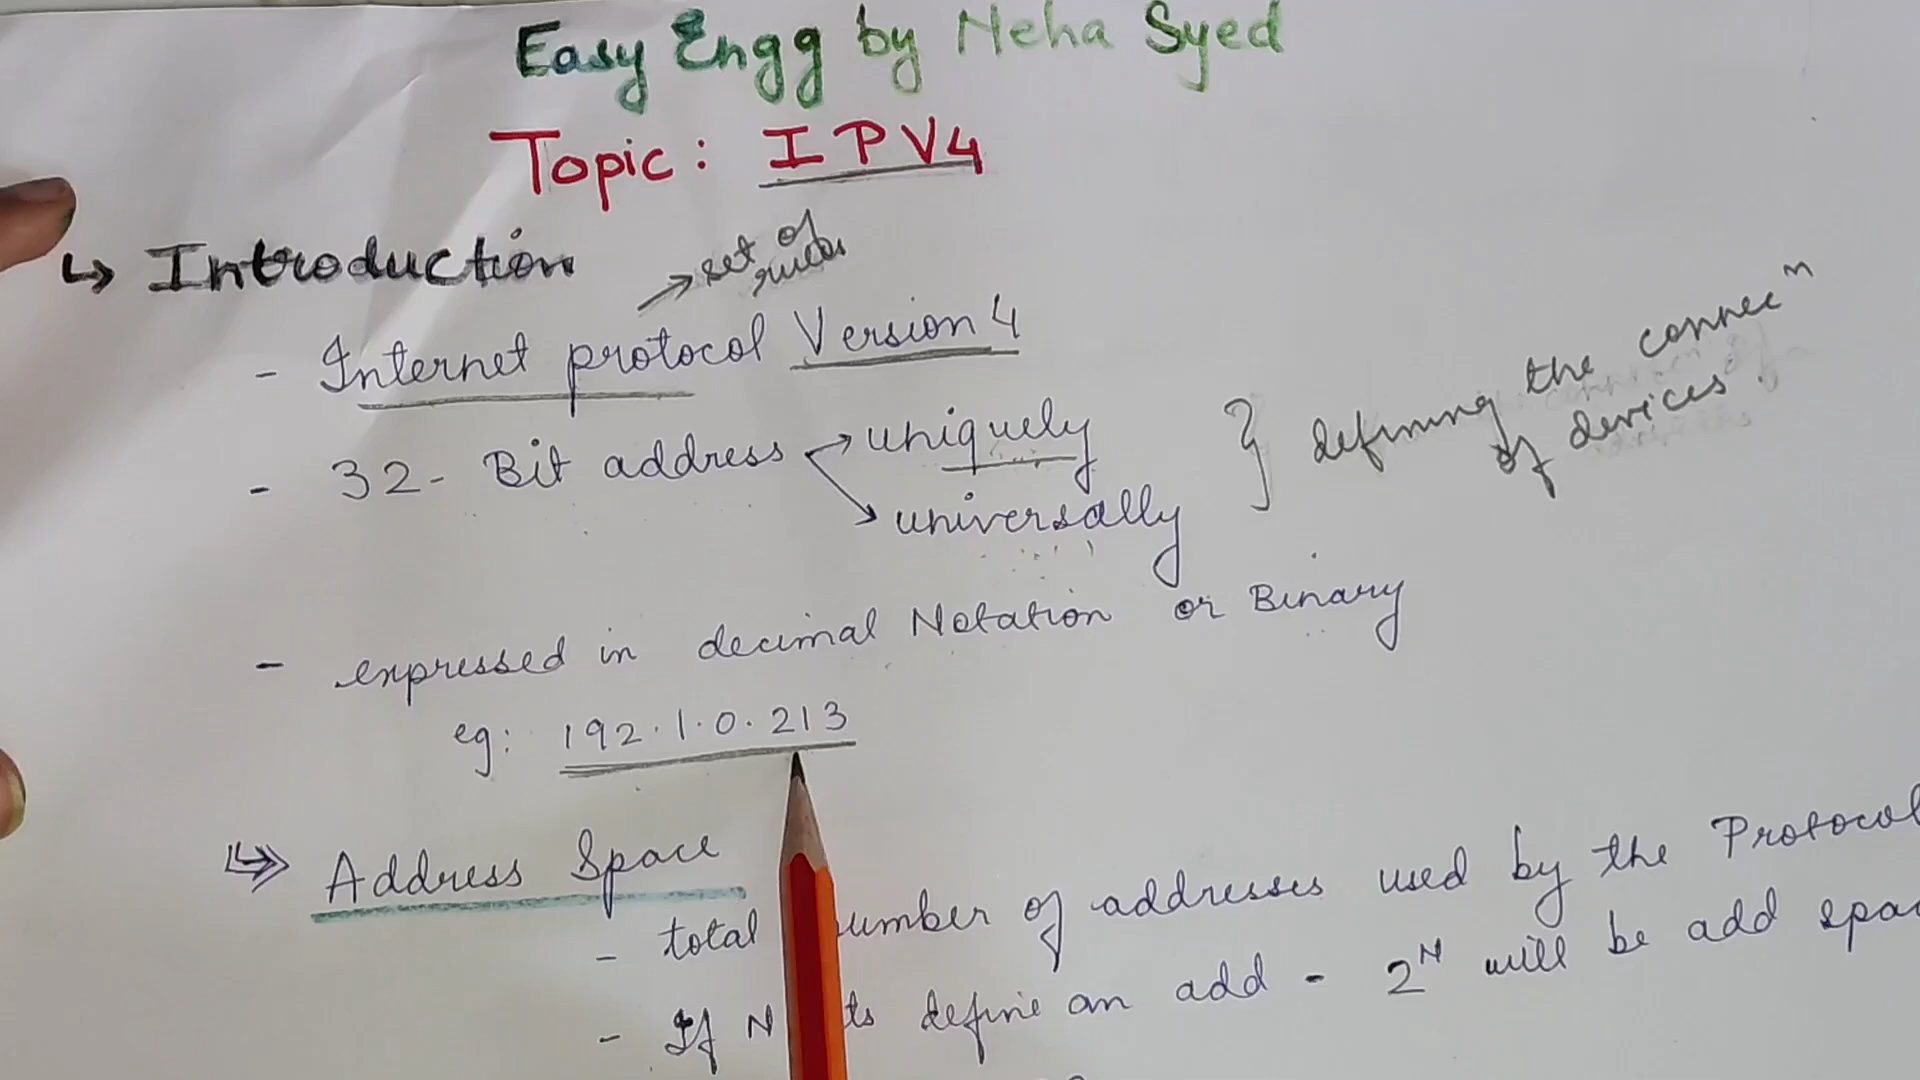 Easy Engg by Neha Syed
Topic: IPV4
↳ Introduction
→ set of rules
- Internet protocol Version 4
- 32-Bit address → uniquely
→ universally
} defining the connecⁿ of devices.
- expressed in decimal Notation or Binary
eg: 192.1.0.213
↳ Address Space
- total number of addresses used by the Protocol
- If N define an add - 2ᴺ will be add